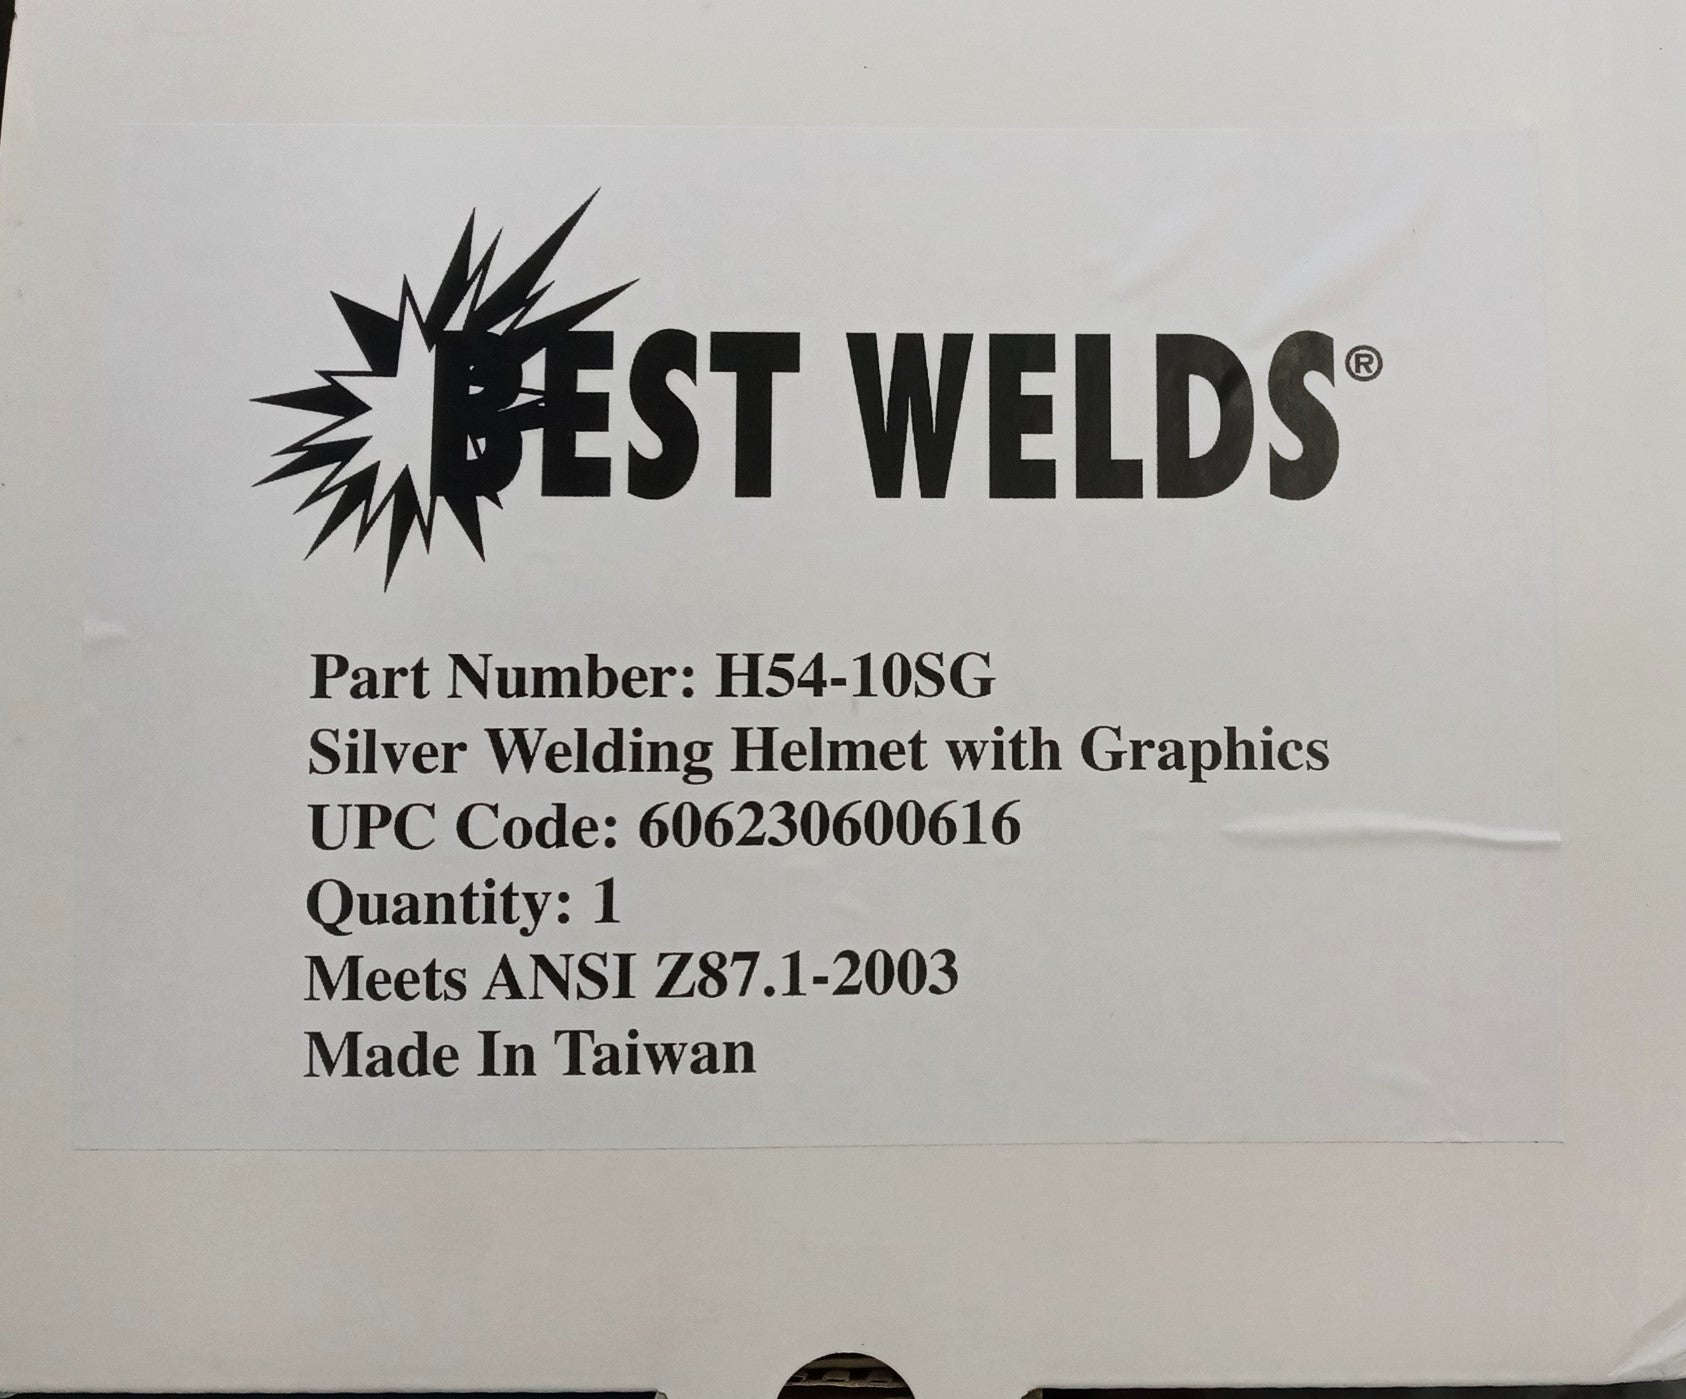 BEST WELDS®
Part Number: H54-10SG
Silver Welding Helmet with Graphics
UPC Code: 606230600616
Quantity: 1
Meets ANSI Z87.1-2003
Made In Taiwan